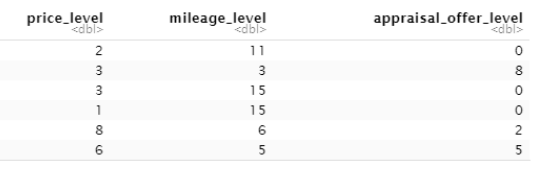 price_level mileage_level appraisal_offer_level
<dbl> <dbl> <dbl>
2 11 0
3 3 8
3 15 0
1 15 0
8 6 2
6 5 5